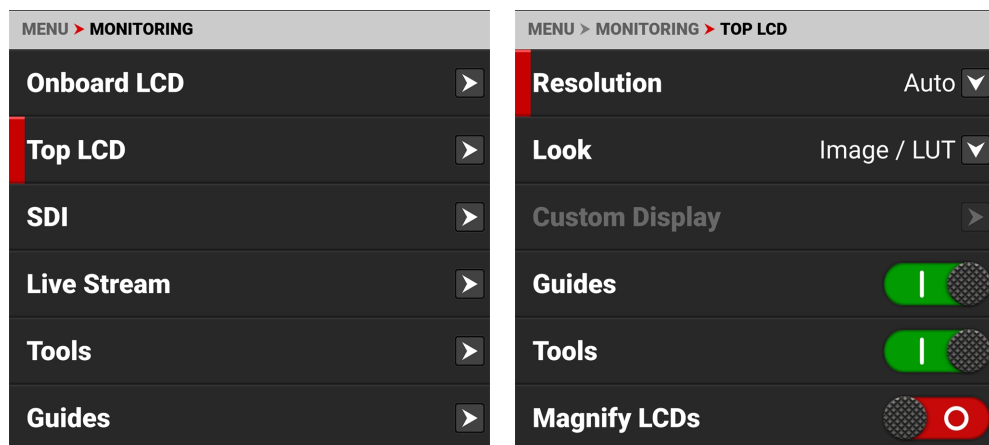 MENU ➤ MONITORING
Onboard LCD
Top LCD
SDI
Live Stream
Tools
Guides
MENU ➤ MONITORING ➤ TOP LCD
Resolution Auto
Look Image / LUT
Custom Display
Guides
Tools
Magnify LCDs